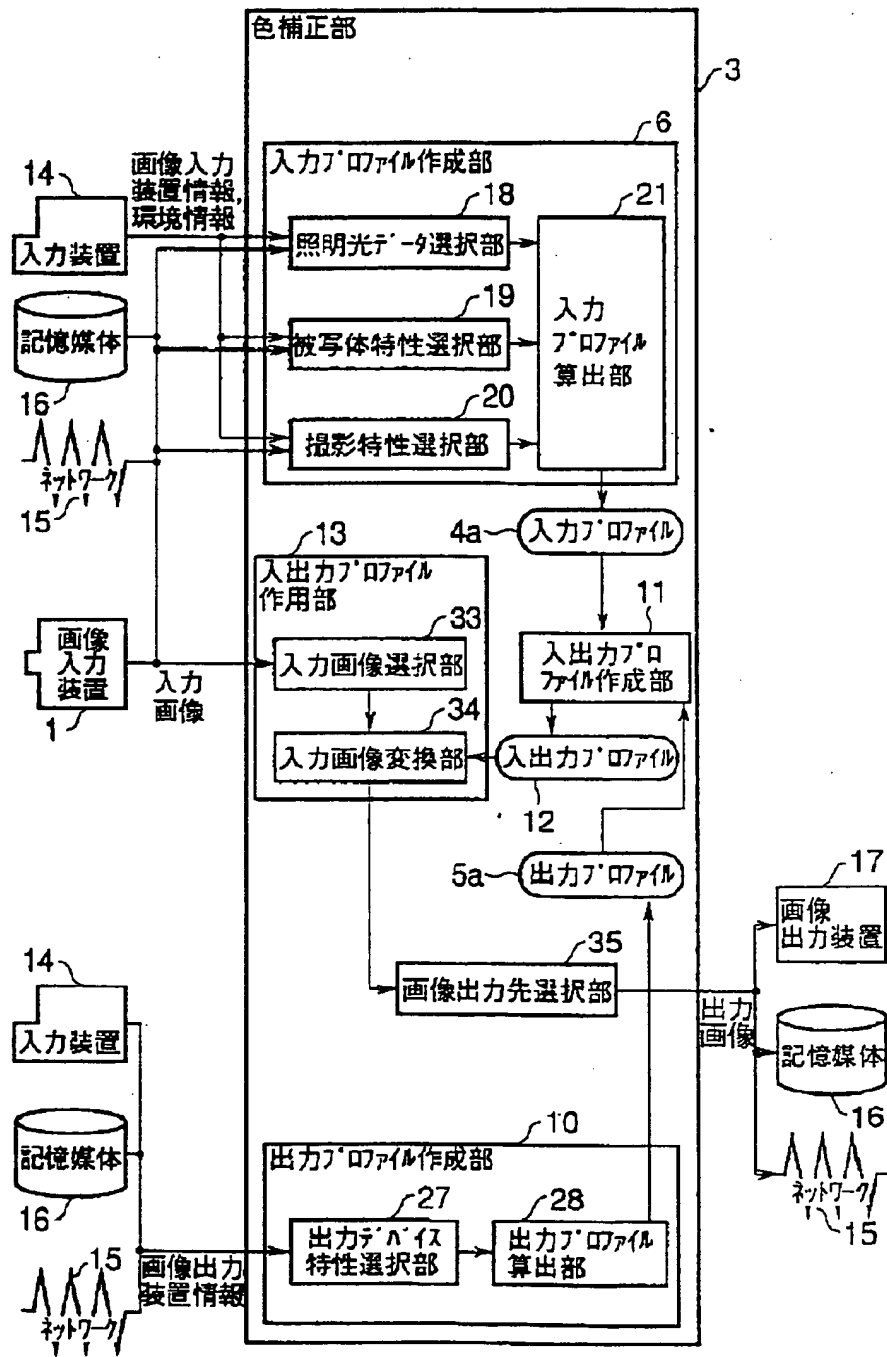 色補正部
3
6
入力プロファイル作成部
14
入力装置
画像入力
装置情報,
環境情報
18
照明光データ選択部
21
入力
プロファイル
算出部
記憶媒体
16
19
被写体特性選択部
20
撮影特性選択部
ネットワーク
15
4a
入力プロファイル
13
入出力プロファイル
作用部
11
入出力プロ
ファイル作成部
33
入力画像選択部
画像
入力
装置
1
入力
画像
34
入力画像変換部
入出力プロファイル
12
5a
出力プロファイル
17
画像
出力装置
35
画像出力先選択部
出力
画像
記憶媒体
16
ネットワーク
15
14
入力装置
記憶媒体
16
10
出力プロファイル作成部
27
出力デバイス
特性選択部
28
出力プロファイル
算出部
15
ネットワーク
画像出力
装置情報